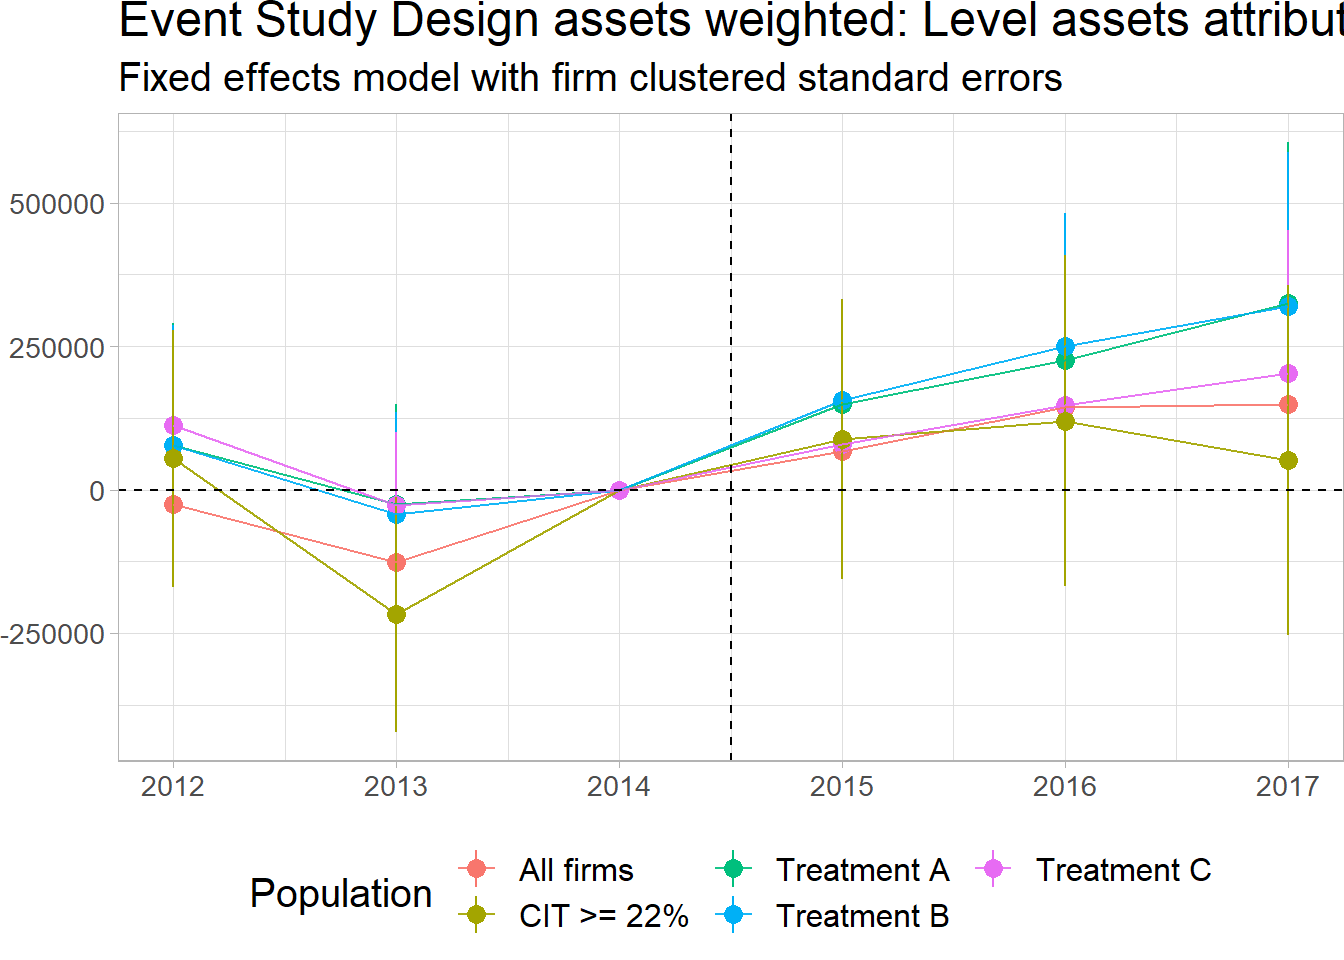 Event Study Design assets weighted: Level assets
Fixed effects model with firm clustered standard errors
500000
250000
0
-250000
2012 2013 2014 2015 2016 2017
Population
All firms Treatment A Treatment C
CIT >= 22% Treatment B